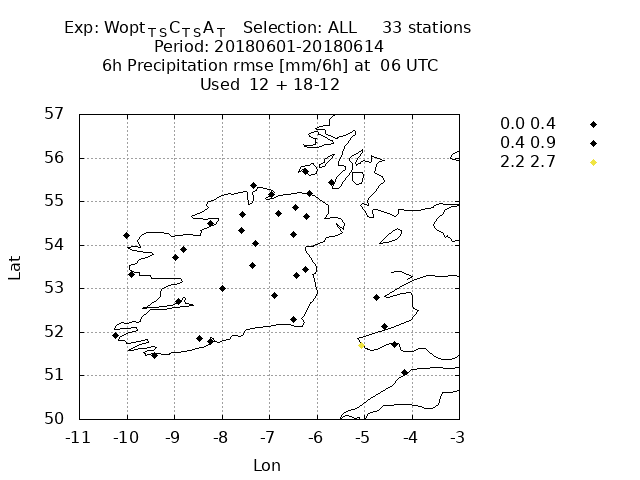 Exp: Wopt TS C TS A T Selection: ALL 33 stations
Period: 20180601-20180614
6h Precipitation rmse [mm/6h] at 06 UTC
Used 12 + 18-12
57
56
55
54
53
52
51
50
-11 -10 -9 -8 -7 -6 -5 -4 -3
Lat
Lon
0.0 0.4
0.4 0.9
2.2 2.7